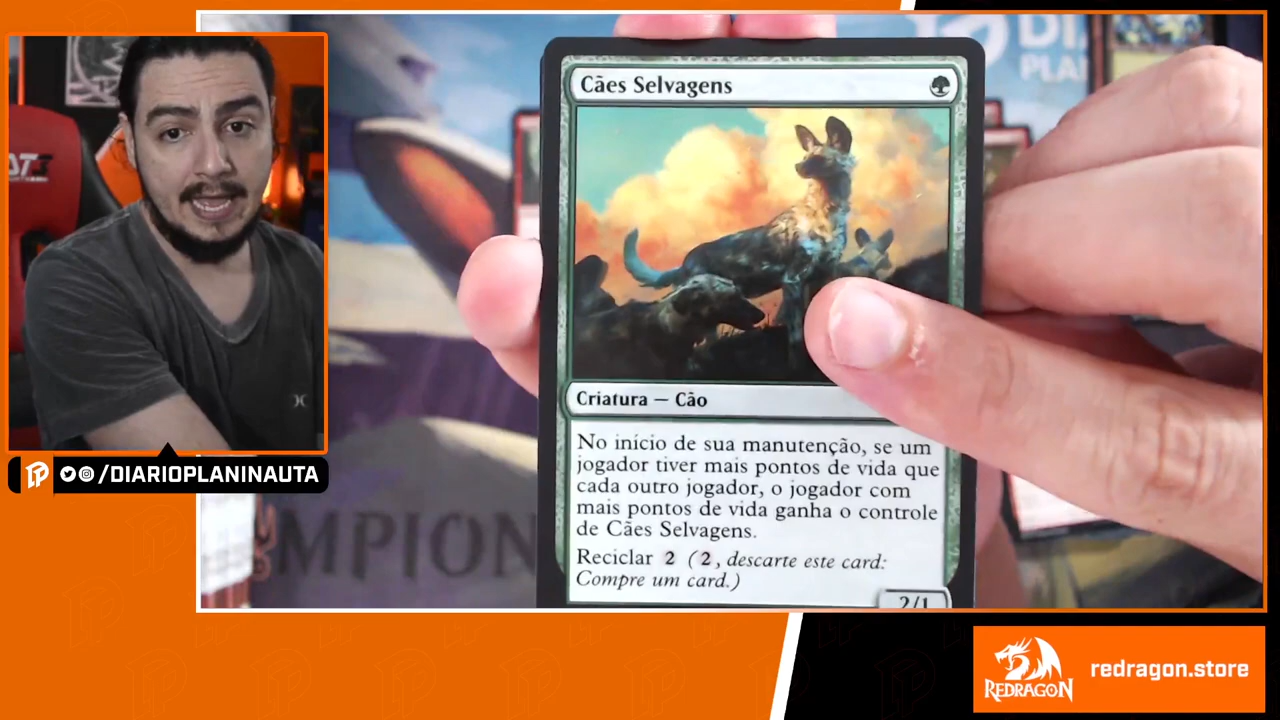 Cães Selvagens
Criatura — Cão
No início de sua manutenção, se um
jogador tiver mais pontos de vida que
cada outro jogador, o jogador com
mais pontos de vida ganha o controle
de Cães Selvagens.
Reciclar 2 (2, descarte este card:
Compre um card.)
2/1
/DIARIOPLANINAUTA
MPION
REDRAGON
redragon.store